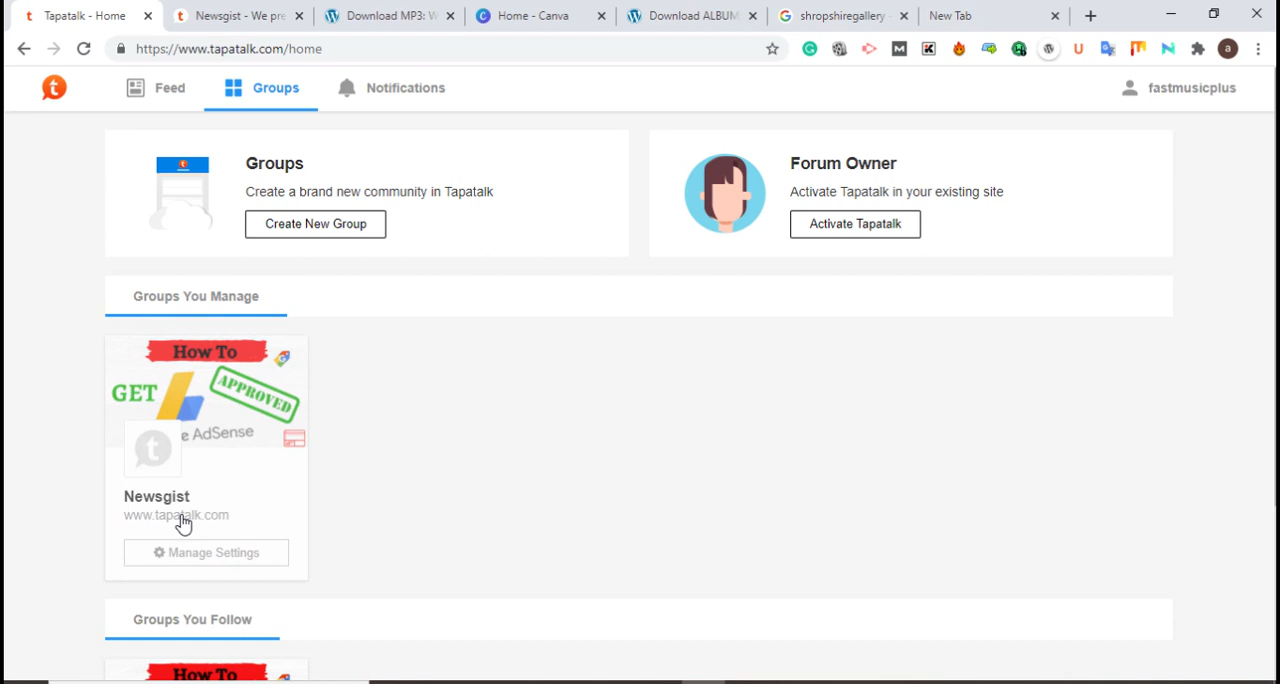 Tapatalk - Home
Newsgist - We pre
Download MP3: W
Home - Canva
Download ALBUM
shropshiregallery -
New Tab
https://www.tapatalk.com/home
Feed
Groups
Notifications
fastmusicplus
Groups
Create a brand new community in Tapatalk
Create New Group
Forum Owner
Activate Tapatalk in your existing site
Activate Tapatalk
Groups You Manage
How To
GET
APPROVED
e AdSense
Newsgist
www.tapatalk.com
Manage Settings
Groups You Follow
How To